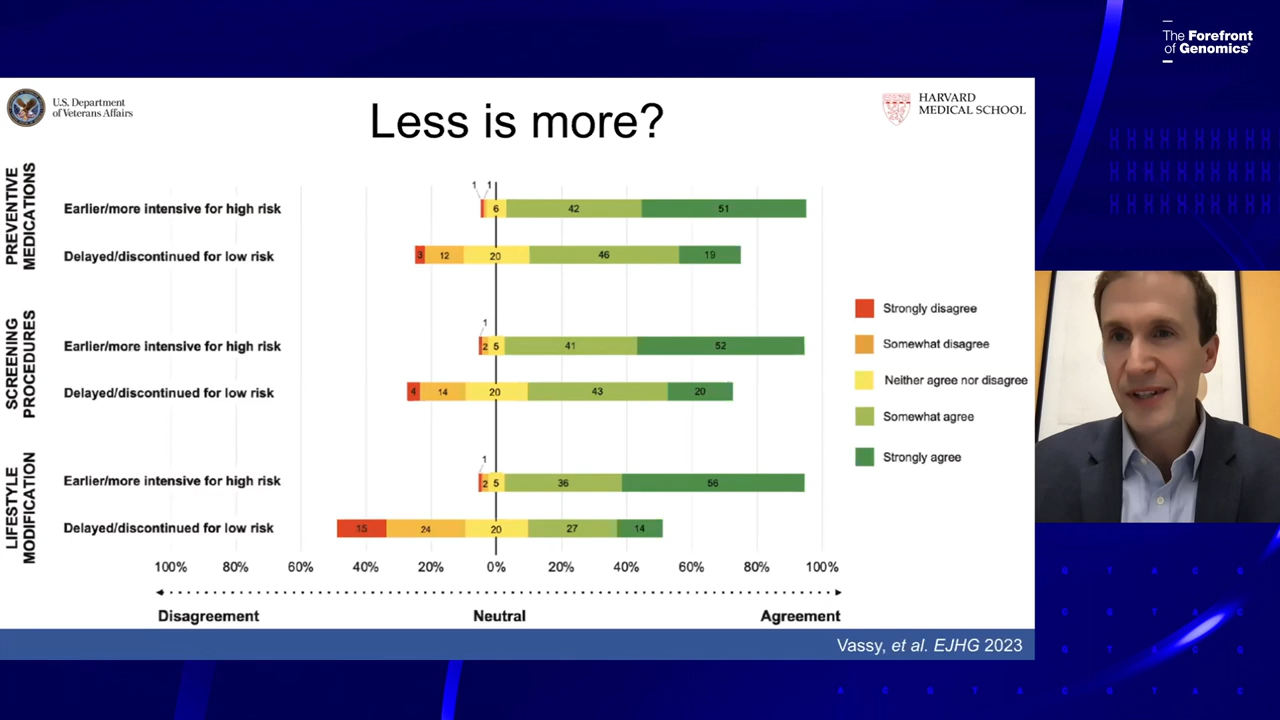 The Forefront
of Genomics®
U.S. Department
of Veterans Affairs
Less is more?
HARVARD
MEDICAL SCHOOL
PREVENTIVE
MEDICATIONS
1 1
Earlier/more intensive for high risk 6 42 51
Delayed/discontinued for low risk 3 12 20 46 19
SCREENING
PROCEDURES
1
Earlier/more intensive for high risk 2 5 41 52
Delayed/discontinued for low risk 4 14 20 43 20
LIFESTYLE
MODIFICATION
1
Earlier/more intensive for high risk 2 5 36 56
Delayed/discontinued for low risk 15 24 20 27 14
100% 80% 60% 40% 20% 0% 20% 40% 60% 80% 100%
Disagreement Neutral Agreement
Strongly disagree
Somewhat disagree
Neither agree nor disagree
Somewhat agree
Strongly agree
Vassy, et al. EJHG 2023